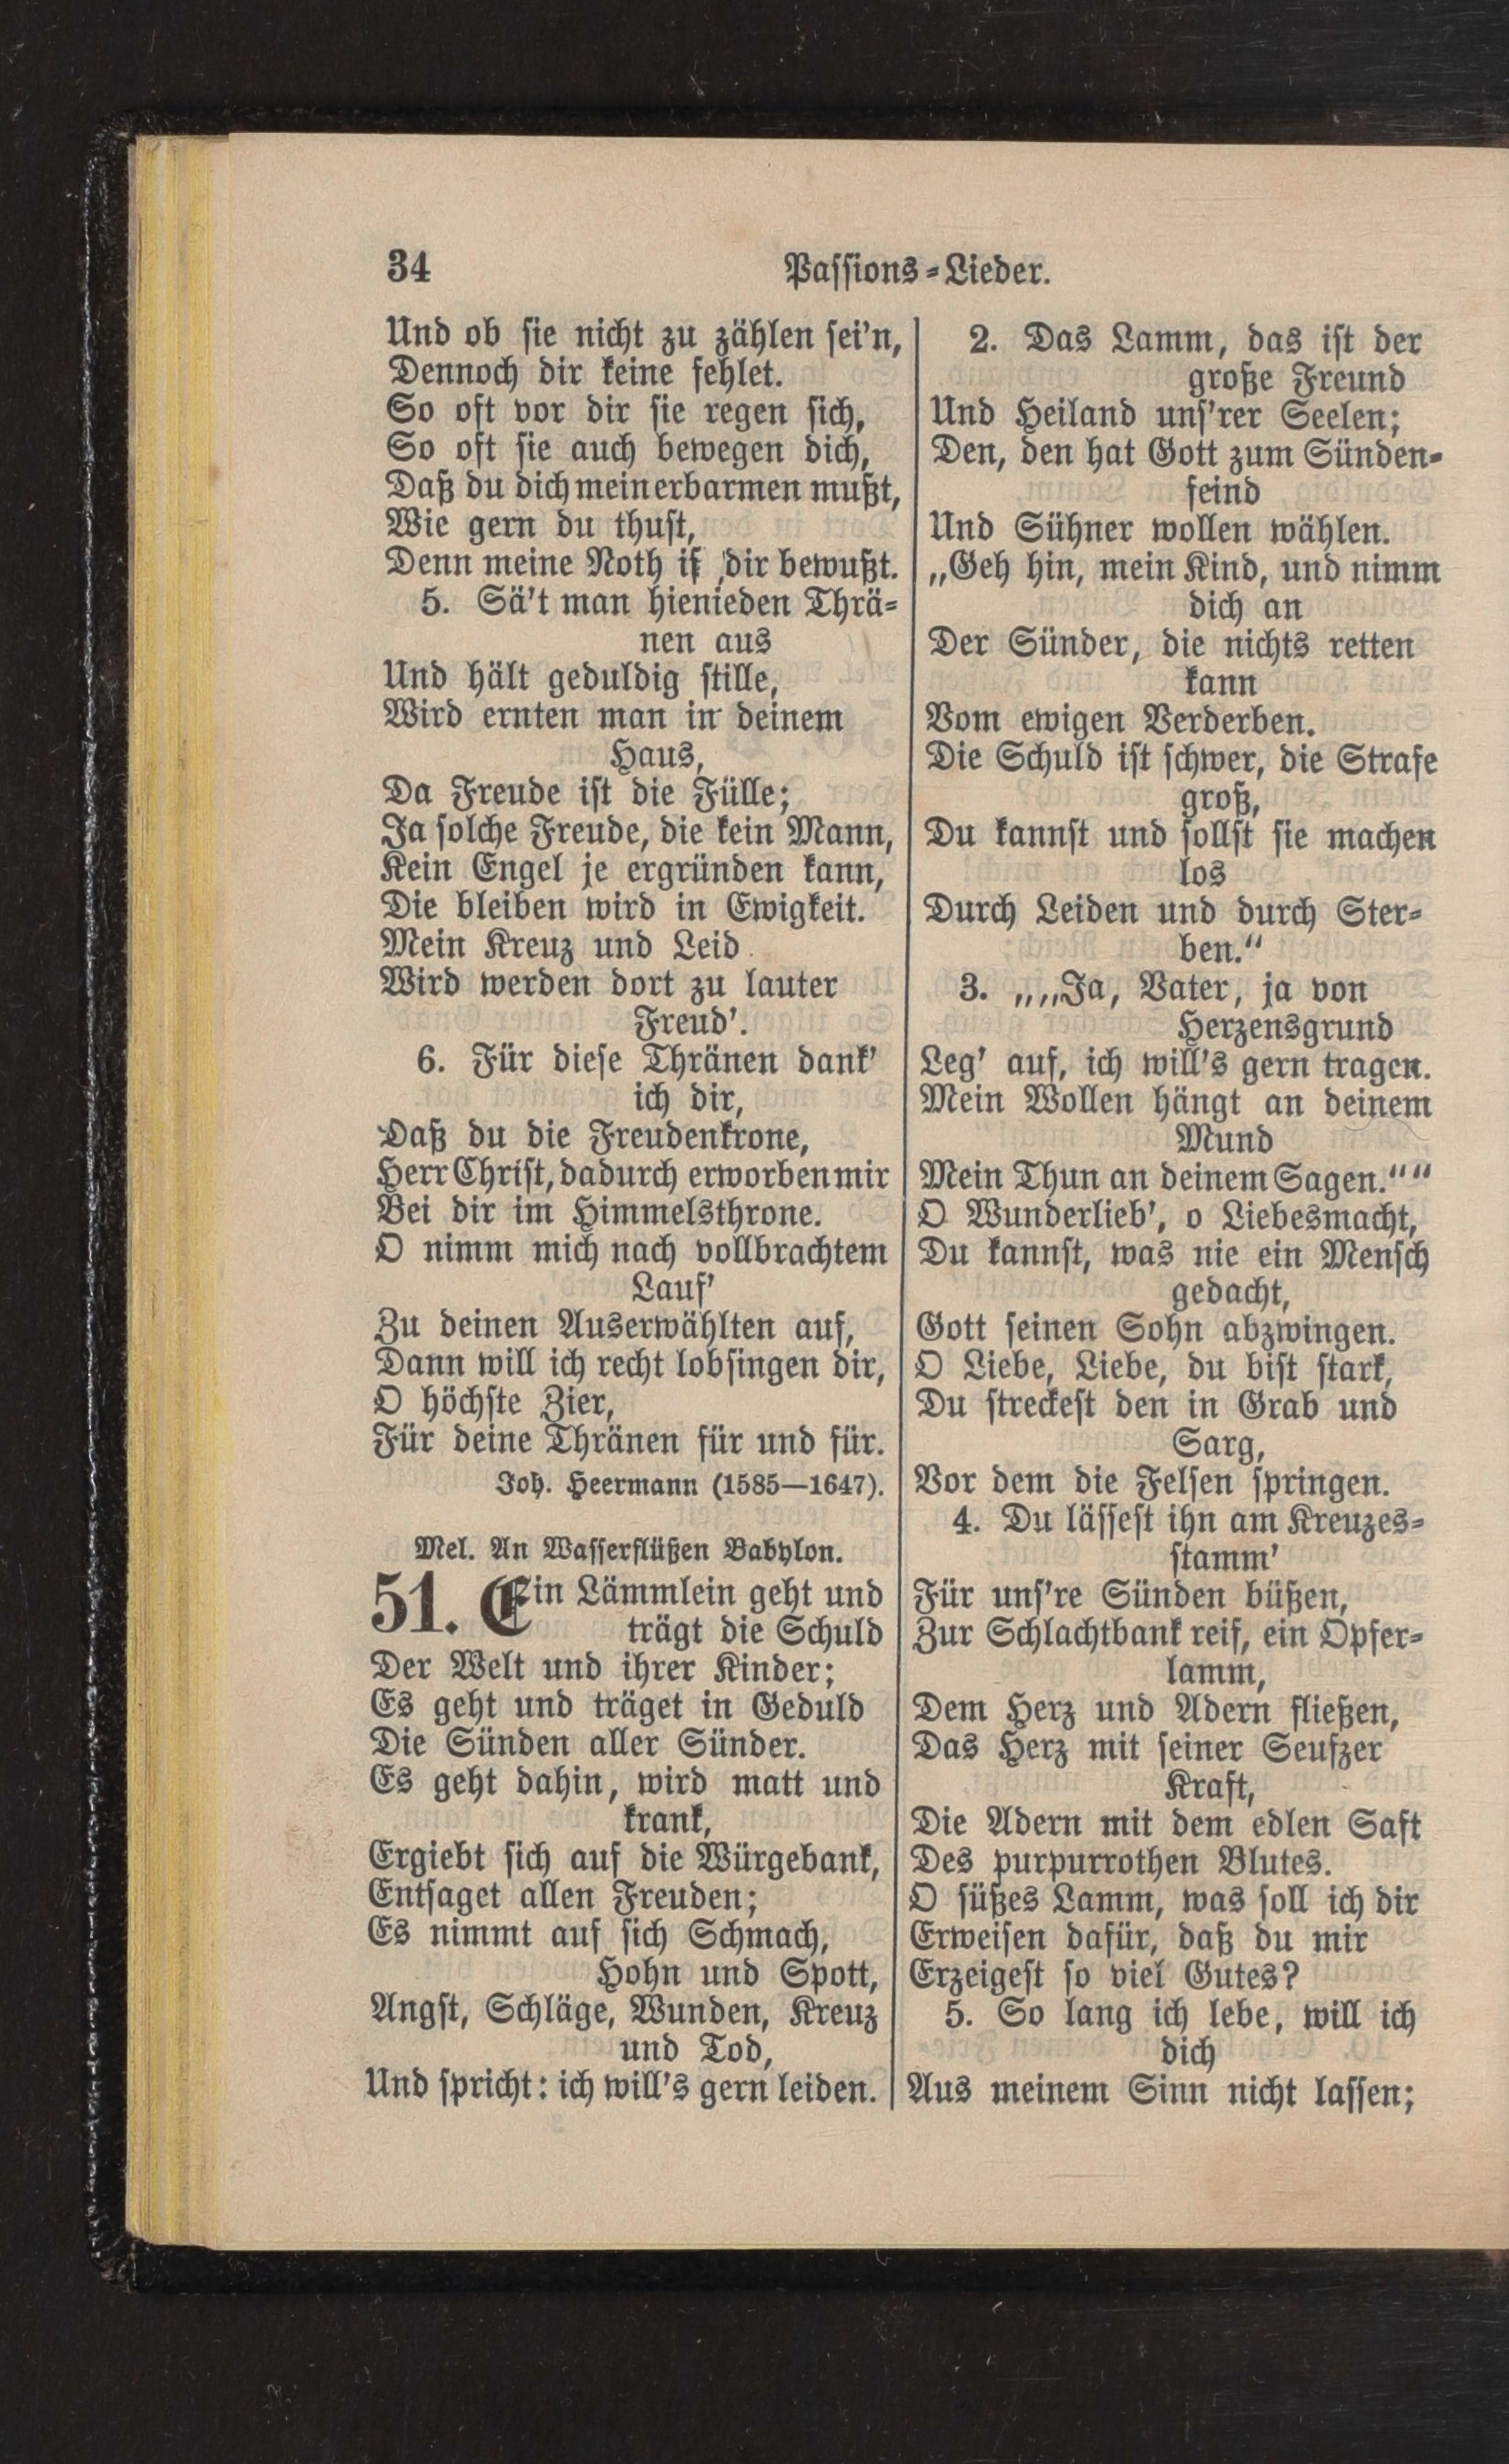 34
Passions=Lieder.
Und ob sie nicht zu zählen sei'n,
Dennoch dir keine fehlet.
So oft vor dir sie regen sich,
So oft sie auch bewegen dich,
Daß du dich mein erbarmen mußt,
Wie gern du thust,
Denn meine Noth is dir bewußt.
5. Sä't man hienieden Thrä=
nen aus
Und hält geduldig stille,
Wird ernten man in deinem
Haus,
Da Freude ist die Fülle;
Ja solche Freude, die kein Mann,
Kein Engel je ergründen kann,
Die bleiben wird in Ewigkeit.
Mein Kreuz und Leid
Wird werden dort zu lauter
Freud'.
6. Für diese Thränen dank'
ich dir,
Daß du die Freudenkrone,
Herr Christ, dadurch erworben mir
Bei dir im Himmelsthrone.
O nimm mich nach vollbrachtem
Lauf'
Zu deinen Auserwählten auf,
Dann will ich recht lobsingen dir,
O höchste Zier,
Für deine Thränen für und für.
Joh. Heermann (1585—1647).
Mel. An Wasserflüßen Babylon.
51. Ein Lämmlein geht und
trägt die Schuld
Der Welt und ihrer Kinder;
Es geht und träget in Geduld
Die Sünden aller Sünder.
Es geht dahin, wird matt und
krank,
Ergiebt sich auf die Würgebank,
Entsaget allen Freuden;
Es nimmt auf sich Schmach,
Hohn und Spott,
Angst, Schläge, Wunden, Kreuz
und Tod,
Und spricht: ich will's gern leiden.
2. Das Lamm, das ist der
große Freund
Und Heiland uns'rer Seelen;
Den, den hat Gott zum Sünden=
feind
Und Sühner wollen wählen.
„Geh hin, mein Kind, und nimm
dich an
Der Sünder, die nichts retten
kann
Vom ewigen Verderben.
Die Schuld ist schwer, die Strafe
groß,
Du kannst und sollst sie machen
los
Durch Leiden und durch Ster=
ben.“
3. „„Ja, Vater, ja von
Herzensgrund
Leg' auf, ich will's gern tragen.
Mein Wollen hängt an deinem
Mund
Mein Thun an deinem Sagen.““
O Wunderlieb', o Liebesmacht,
Du kannst, was nie ein Mensch
gedacht,
Gott seinen Sohn abzwingen.
O Liebe, Liebe, du bist stark,
Du streckest den in Grab und
Sarg,
Vor dem die Felsen springen.
4. Du lässest ihn am Kreuzes=
stamm'
Für uns're Sünden büßen,
Zur Schlachtbank reif, ein Opfer=
lamm,
Dem Herz und Adern fließen,
Das Herz mit seiner Seufzer
Kraft,
Die Adern mit dem edlen Saft
Des purpurrothen Blutes.
O süßes Lamm, was soll ich dir
Erweisen dafür, daß du mir
Erzeigest so viel Gutes?
5. So lang ich lebe, will ich
dich
Aus meinem Sinn nicht lassen;